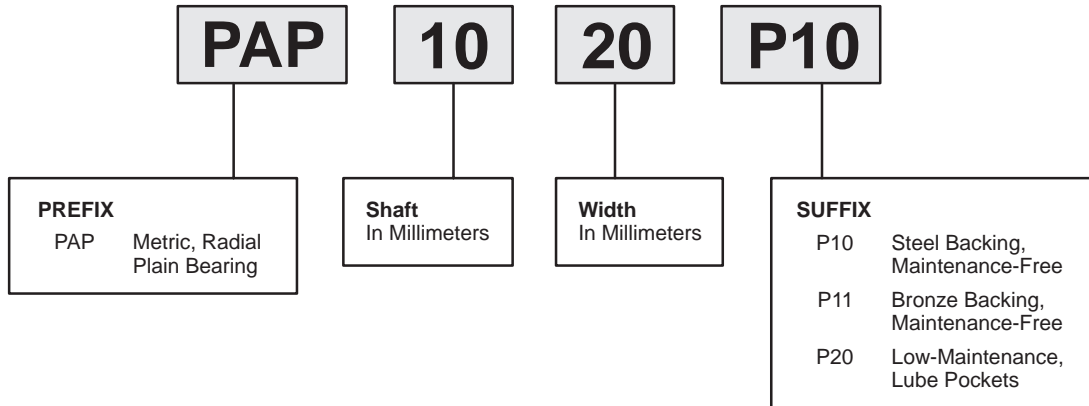 PAP 10 20 P10
PREFIX
PAP Metric, Radial
Plain Bearing
Shaft
In Millimeters
Width
In Millimeters
SUFFIX
P10 Steel Backing,
Maintenance-Free
P11 Bronze Backing,
Maintenance-Free
P20 Low-Maintenance,
Lube Pockets